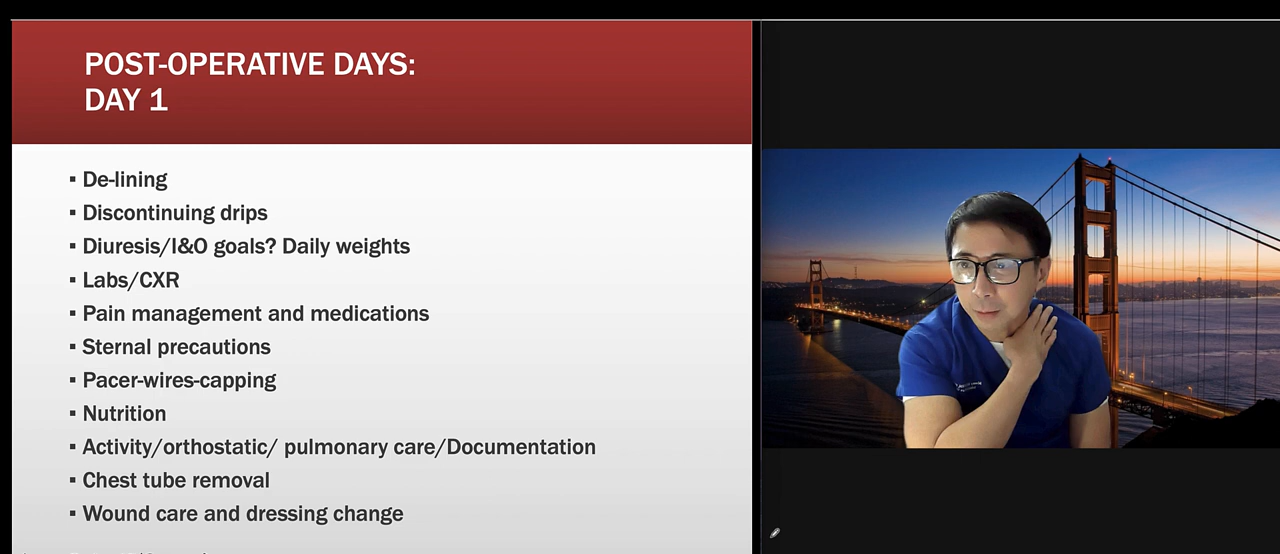 POST-OPERATIVE DAYS:
DAY 1
▪ De-lining
▪ Discontinuing drips
▪ Diuresis/I&O goals? Daily weights
▪ Labs/CXR
▪ Pain management and medications
▪ Sternal precautions
▪ Pacer-wires-capping
▪ Nutrition
▪ Activity/orthostatic/ pulmonary care/Documentation
▪ Chest tube removal
▪ Wound care and dressing change